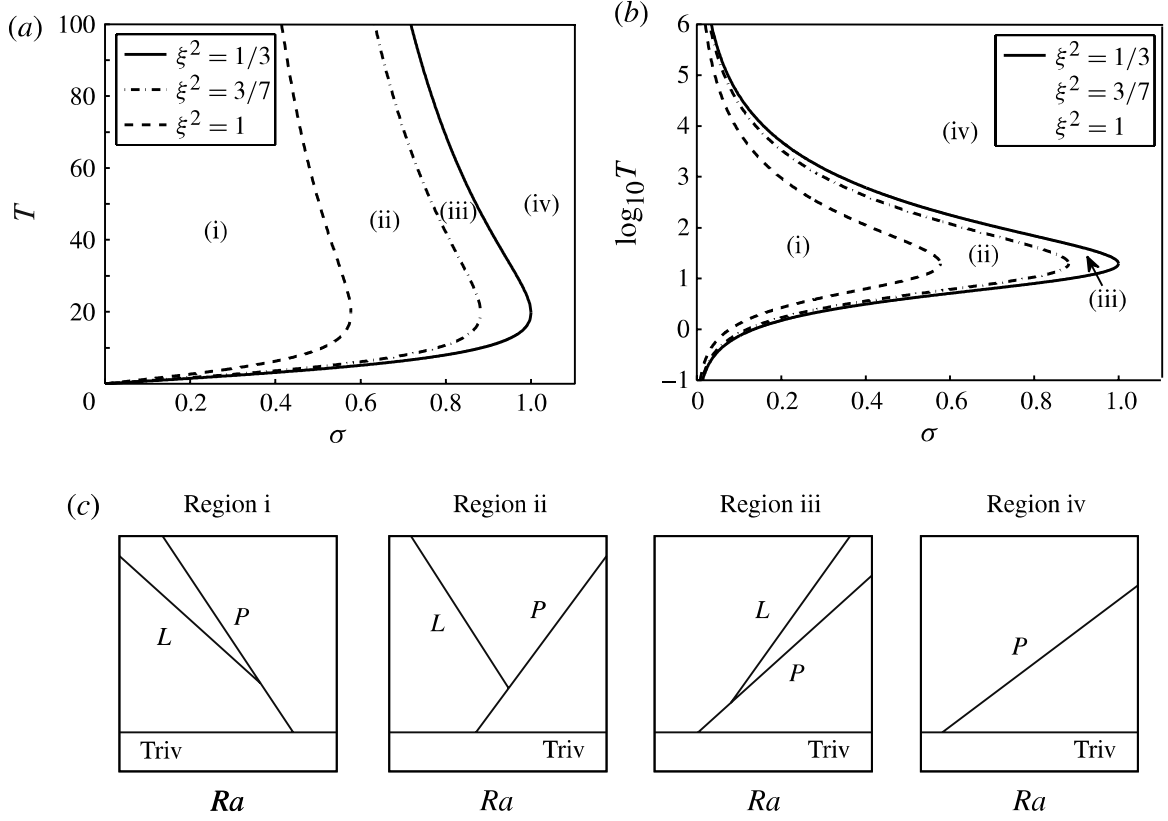 (a)
100
80
60
40
20
0
0.2
0.4
0.6
0.8
1.0
T
σ
ξ² = 1/3
ξ² = 3/7
ξ² = 1
(i)
(ii)
(iii)
(iv)
(b)
6
5
4
3
2
1
0
−1
0
0.2
0.4
0.6
0.8
1.0
log₁₀T
σ
ξ² = 1/3
ξ² = 3/7
ξ² = 1
(iv)
(i)
(ii)
(iii)
(c)
Region i
Region ii
Region iii
Region iv
L
P
Triv
Ra
L
P
Triv
Ra
L
P
Triv
Ra
P
Triv
Ra